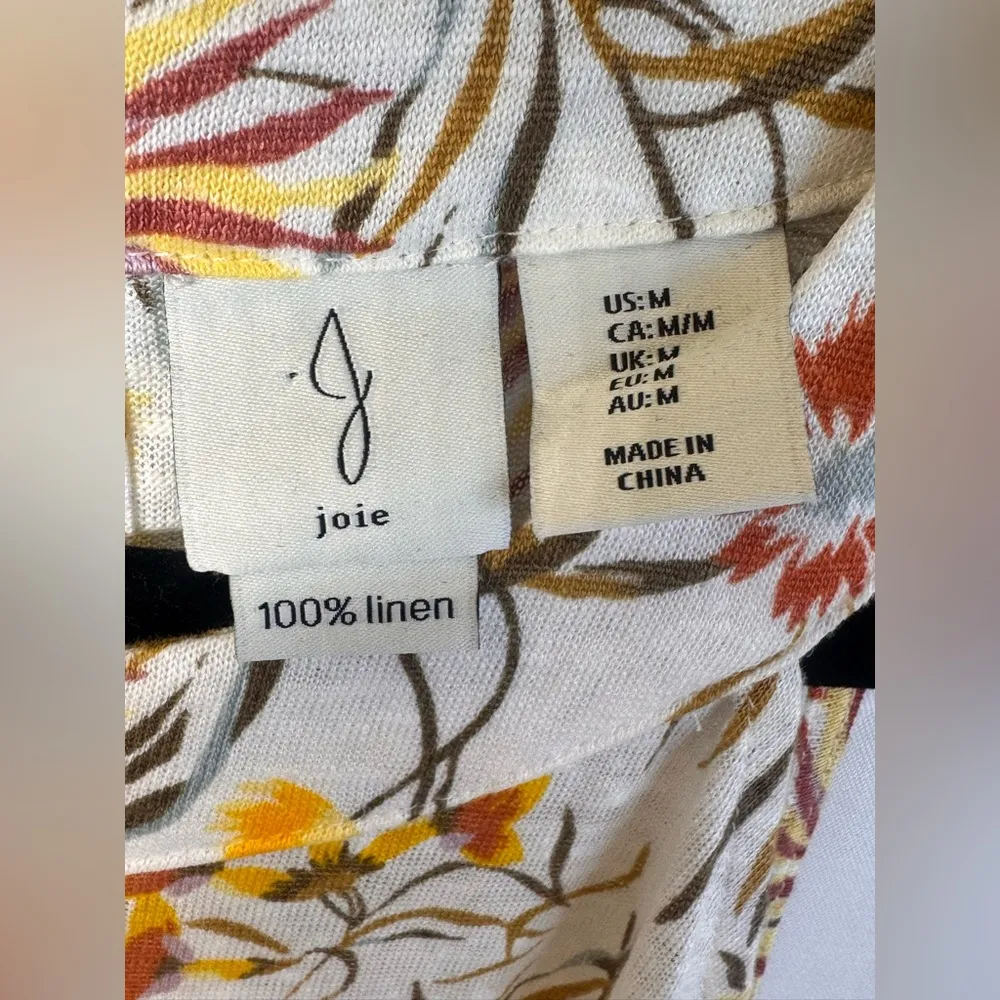 joie
100% linen
US: M
CA: M/M
UK: M
EU: M
AU: M
MADE IN
CHINA